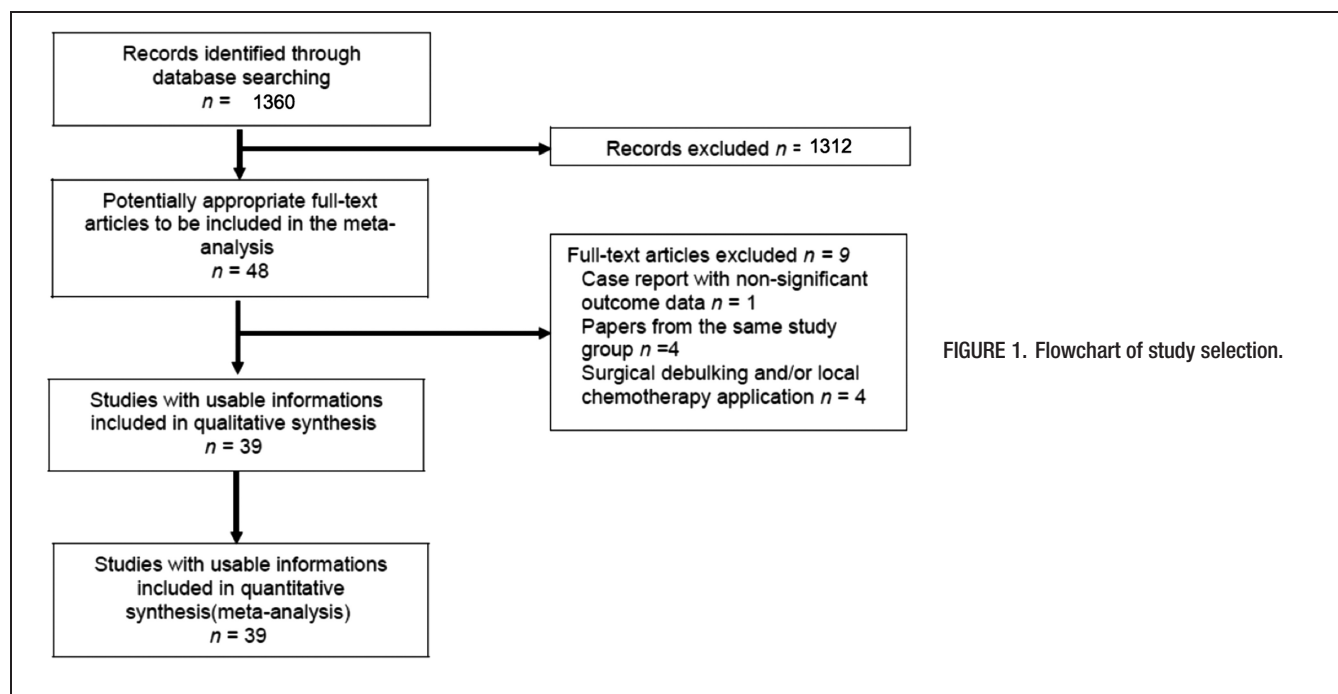 Records identified through
database searching
n = 1360
Records excluded n = 1312
Potentially appropriate full-text
articles to be included in the meta-
analysis
n = 48
Full-text articles excluded n = 9
Case report with non-significant
outcome data n = 1
Papers from the same study
group n =4
Surgical debulking and/or local
chemotherapy application n = 4
Studies with usable informations
included in qualitative synthesis
n = 39
Studies with usable informations
included in quantitative
synthesis(meta-analysis)
n = 39
FIGURE 1. Flowchart of study selection.